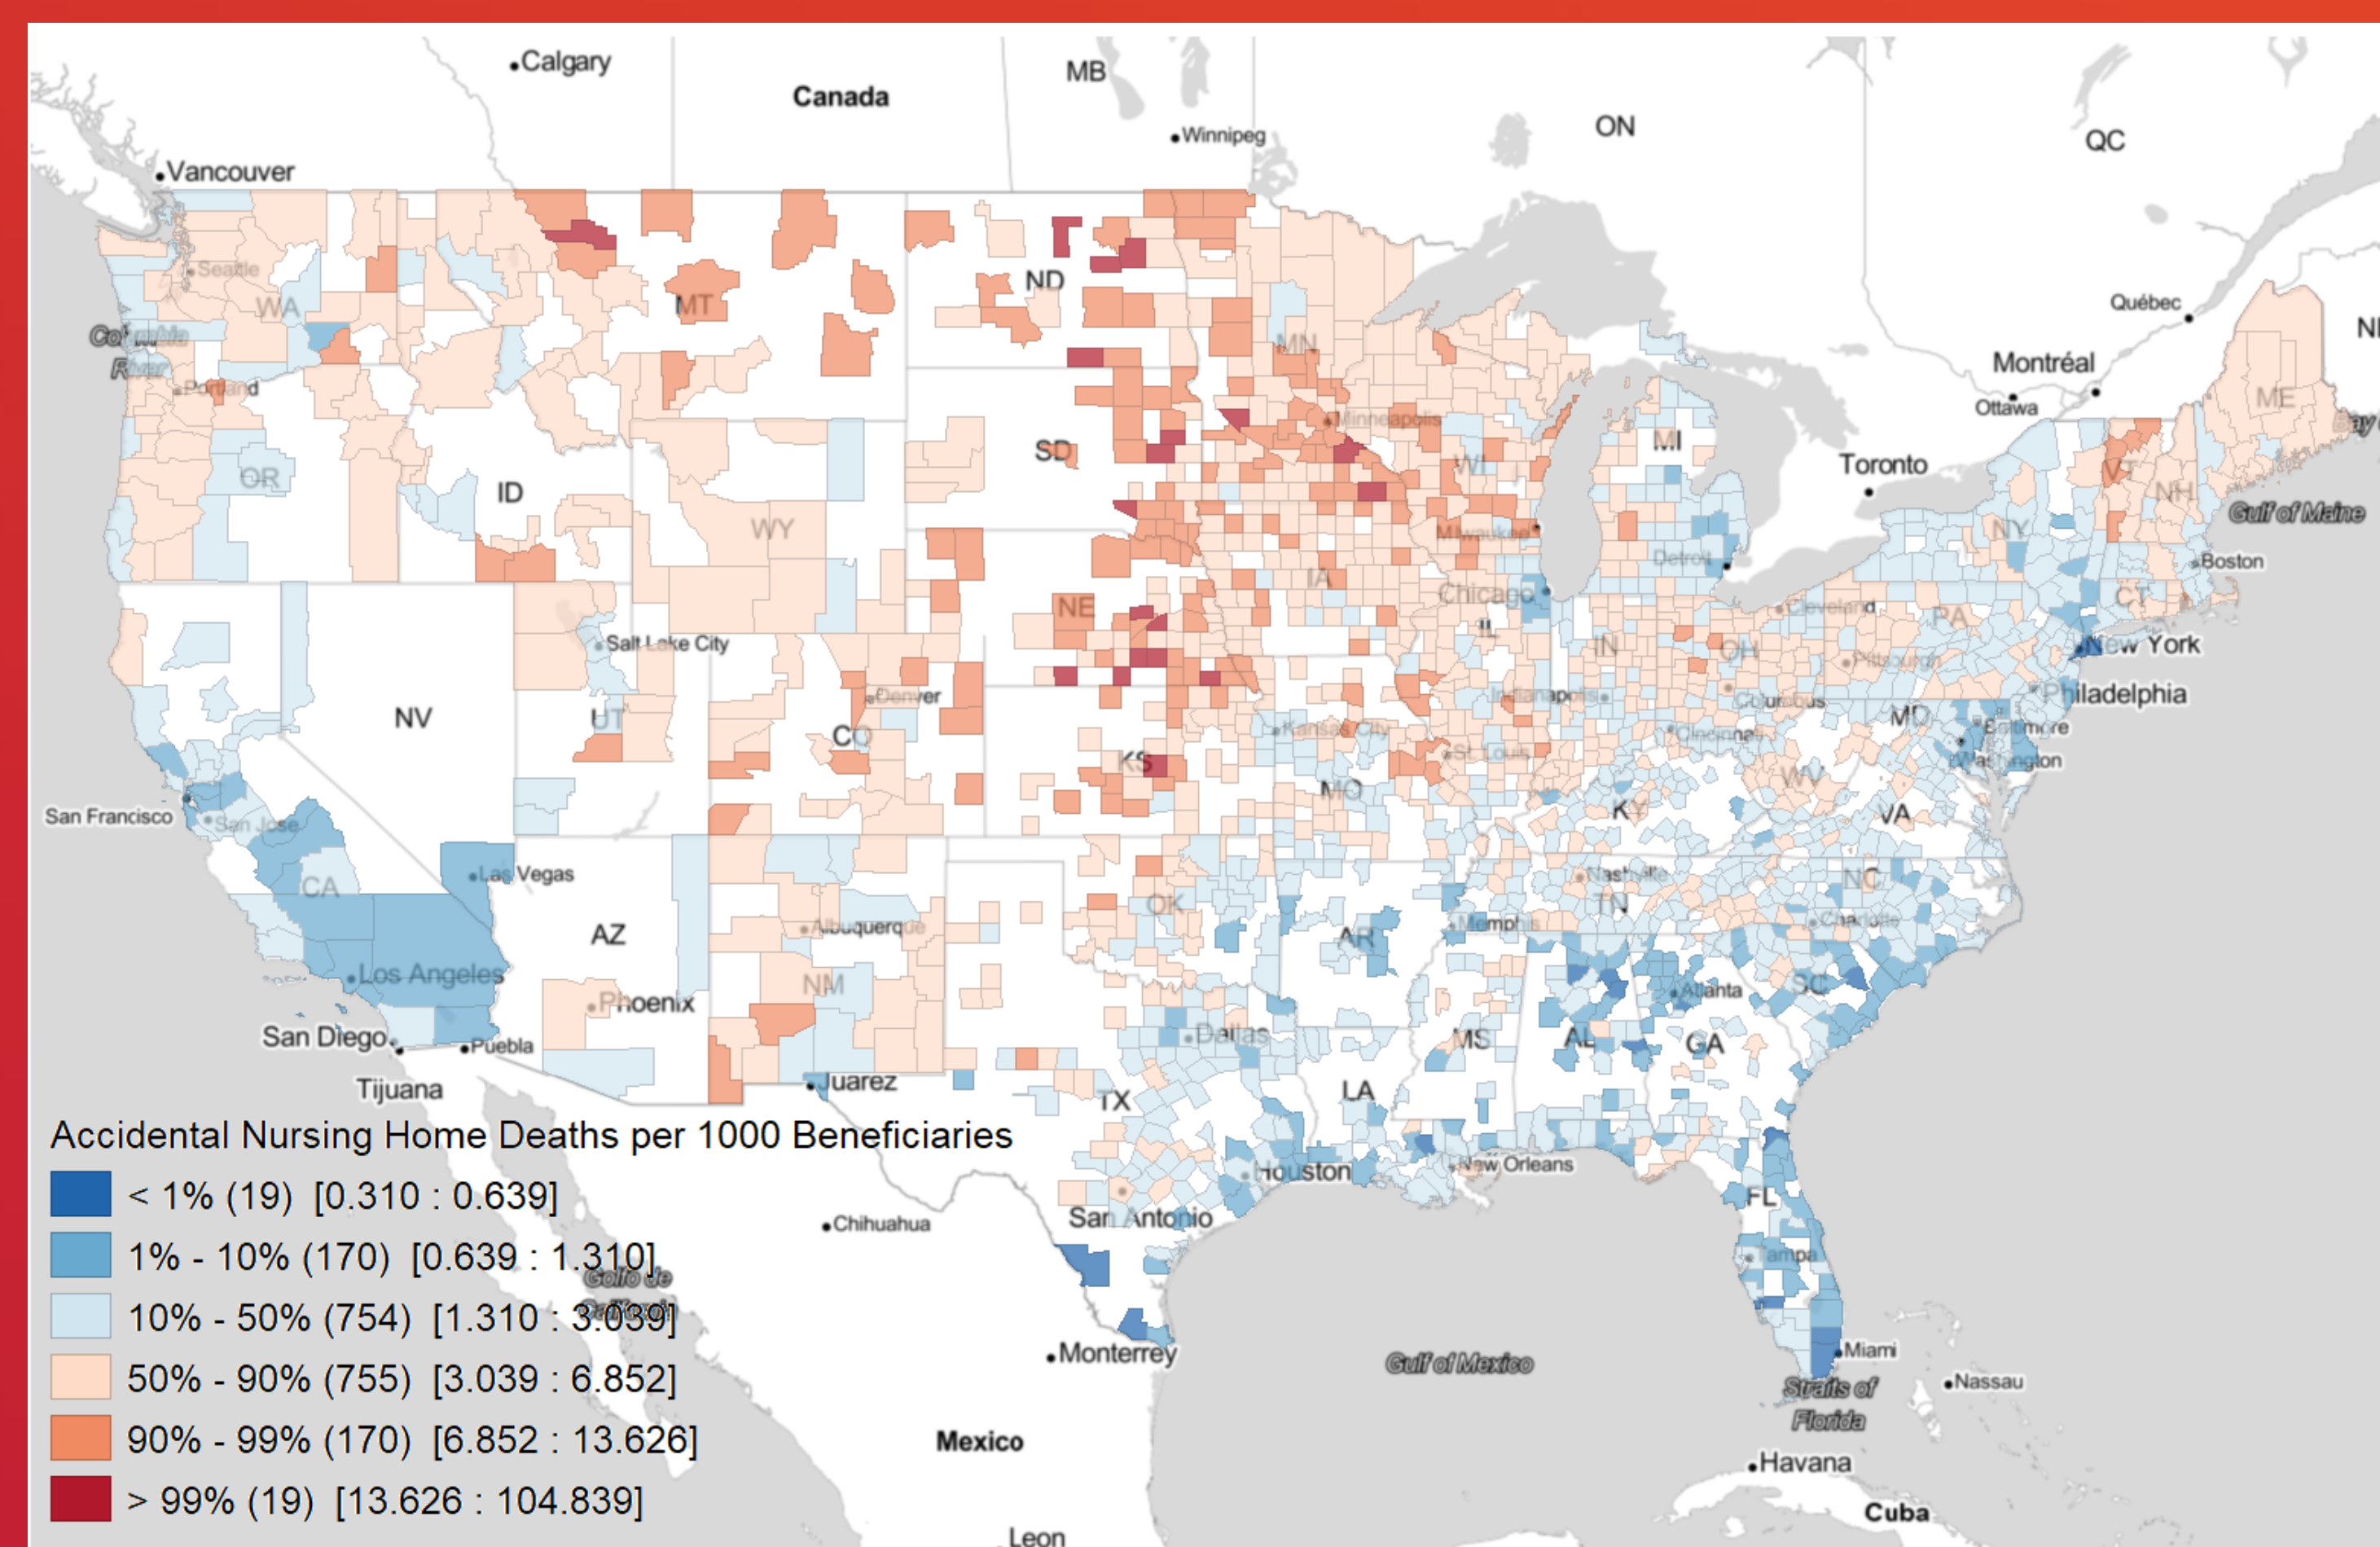 Calgary
MB
Canada
ON
Winnipeg
QC
Vancouver
Seattle
WA
MT
ND
Québec
MN
Montréal
Columbia
River
Portland
Ottawa
ME
Minneapolis
MI
SD
WI
Toronto
VT
NH
OR
ID
WY
NY
Gulf of Maine
Milwaukee
Detroit
Boston
IA
Chicago
NE
Cleveland
CT
PA
IL
IN
OH
Salt Lake City
New York
Pittsburgh
Denver
Indianapolis
Columbus
Philadelphia
NV
UT
CO
Kansas City
Cincinnati
MD
Baltimore
KS
St. Louis
WV
Washington
MO
KY
VA
San Francisco
San Jose
Las Vegas
CA
Nashville
NC
OK
TN
Albuquerque
AZ
AR
Memphis
Charlotte
Los Angeles
NM
Phoenix
SC
Atlanta
San Diego
Puebla
Dallas
MS
AL
GA
Tijuana
Juarez
TX
LA
Accidental Nursing Home Deaths per 1000 Beneficiaries
< 1% (19) [0.310 : 0.639]
1% - 10% (170) [0.639 : 1.310]
10% - 50% (754) [1.310 : 3.039]
50% - 90% (755) [3.039 : 6.852]
90% - 99% (170) [6.852 : 13.626]
> 99% (19) [13.626 : 104.839]
Houston
New Orleans
FL
San Antonio
Chihuahua
Tampa
Golfo de
California
Monterrey
Gulf of Mexico
Miami
Straits of
Florida
Nassau
Mexico
Havana
Cuba
Leon